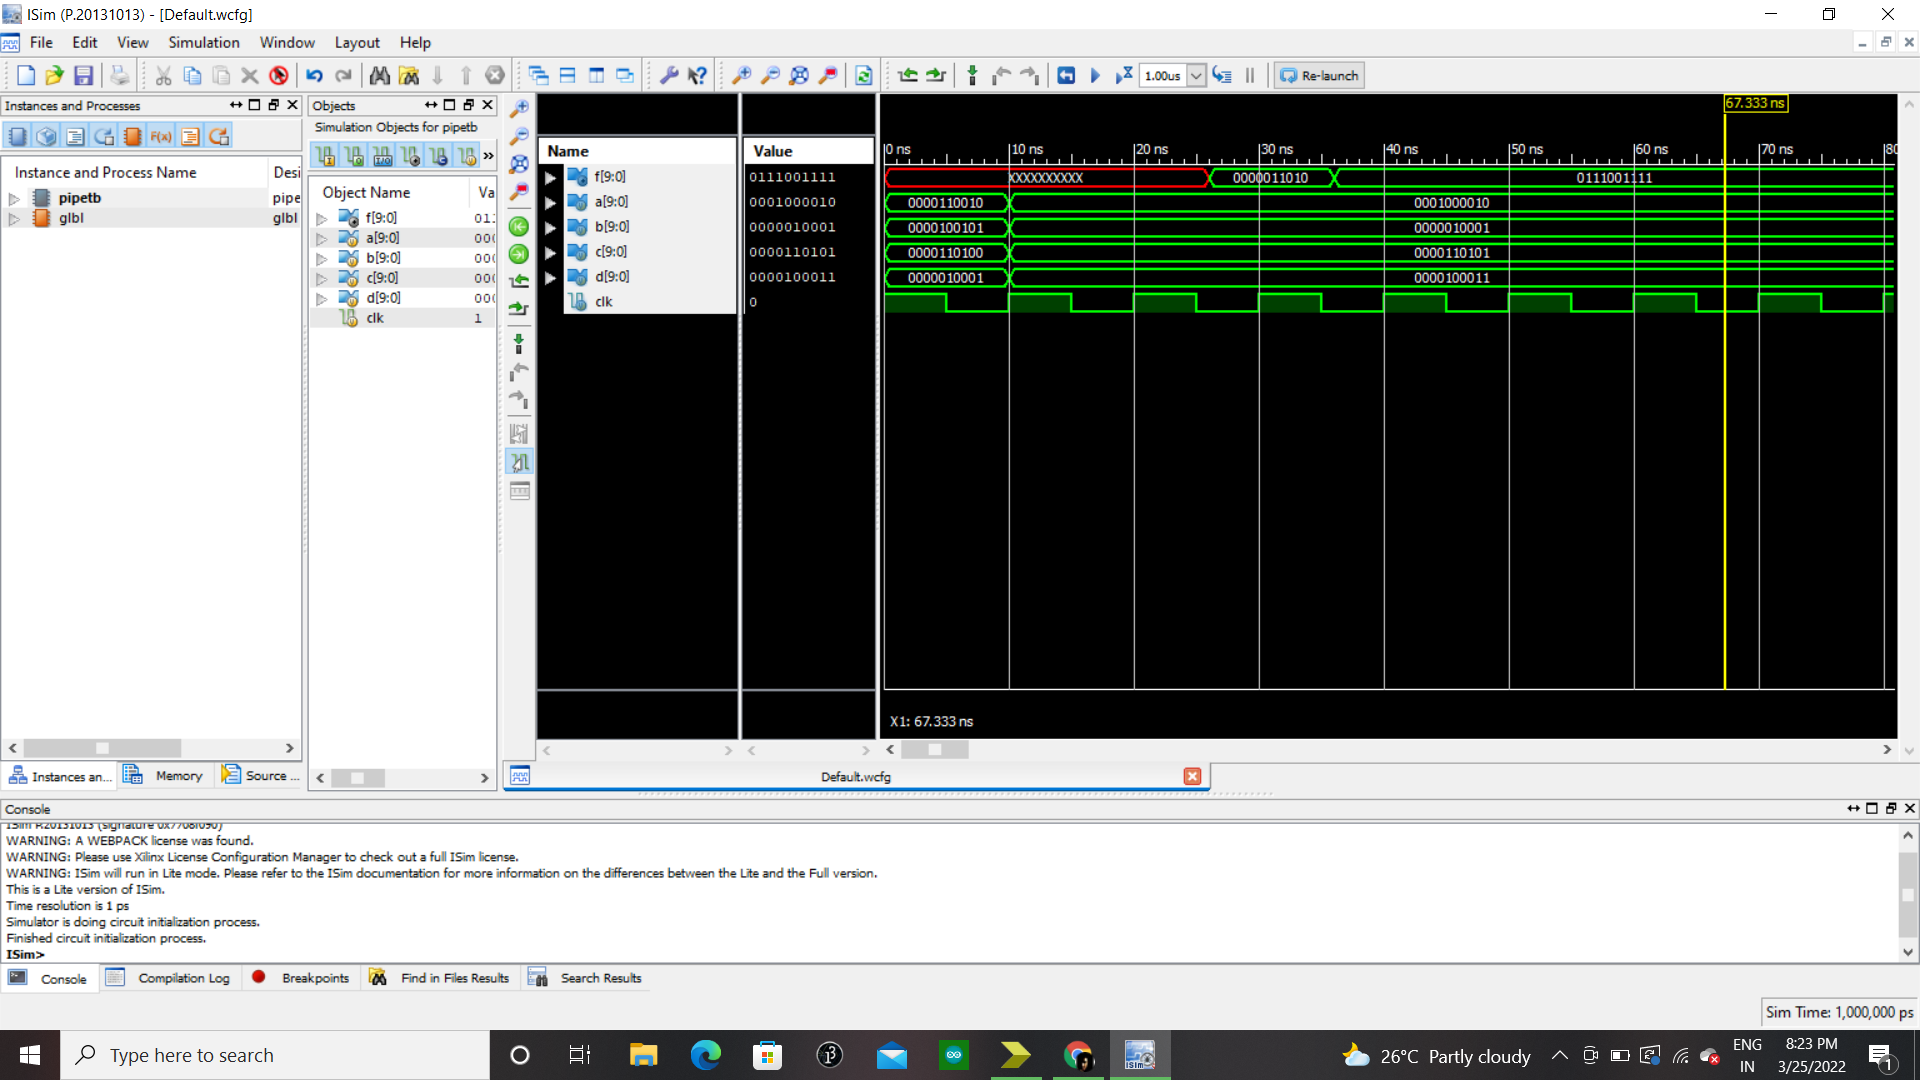 ISim (P.20131013) - [Default.wcfg]
File Edit View Simulation Window Layout Help
1.00us Re-launch
Instances and Processes
Instance and Process Name Desi
pipetb pipe
glbl glbl
Instances an... Memory Source ...
Objects
Simulation Objects for pipetb
Object Name Va
f[9:0] 01:
a[9:0] 00(
b[9:0] 00(
c[9:0] 00(
d[9:0] 00(
clk 1
Name Value
f[9:0] 0111001111
a[9:0] 0001000010
b[9:0] 0000010001
c[9:0] 0000110101
d[9:0] 0000100011
clk 0
67.333 ns
0 ns 10 ns 20 ns 30 ns 40 ns 50 ns 60 ns 70 ns 80
XXXXXXXXXX 0000011010 0111001111
0000110010 0001000010
0000100101 0000010001
0000110100 0000110101
0000010001 0000100011
X1: 67.333 ns
Default.wcfg
Console
ISim P.20131013 (signature 0x7708f090)
WARNING: A WEBPACK license was found.
WARNING: Please use Xilinx License Configuration Manager to check out a full ISim license.
WARNING: ISim will run in Lite mode. Please refer to the ISim documentation for more information on the differences between the Lite and the Full version.
This is a Lite version of ISim.
Time resolution is 1 ps
Simulator is doing circuit initialization process.
Finished circuit initialization process.
ISim>
Console Compilation Log Breakpoints Find in Files Results Search Results
Sim Time: 1,000,000 ps
Type here to search
26°C Partly cloudy
ENG
IN
8:23 PM
3/25/2022
1